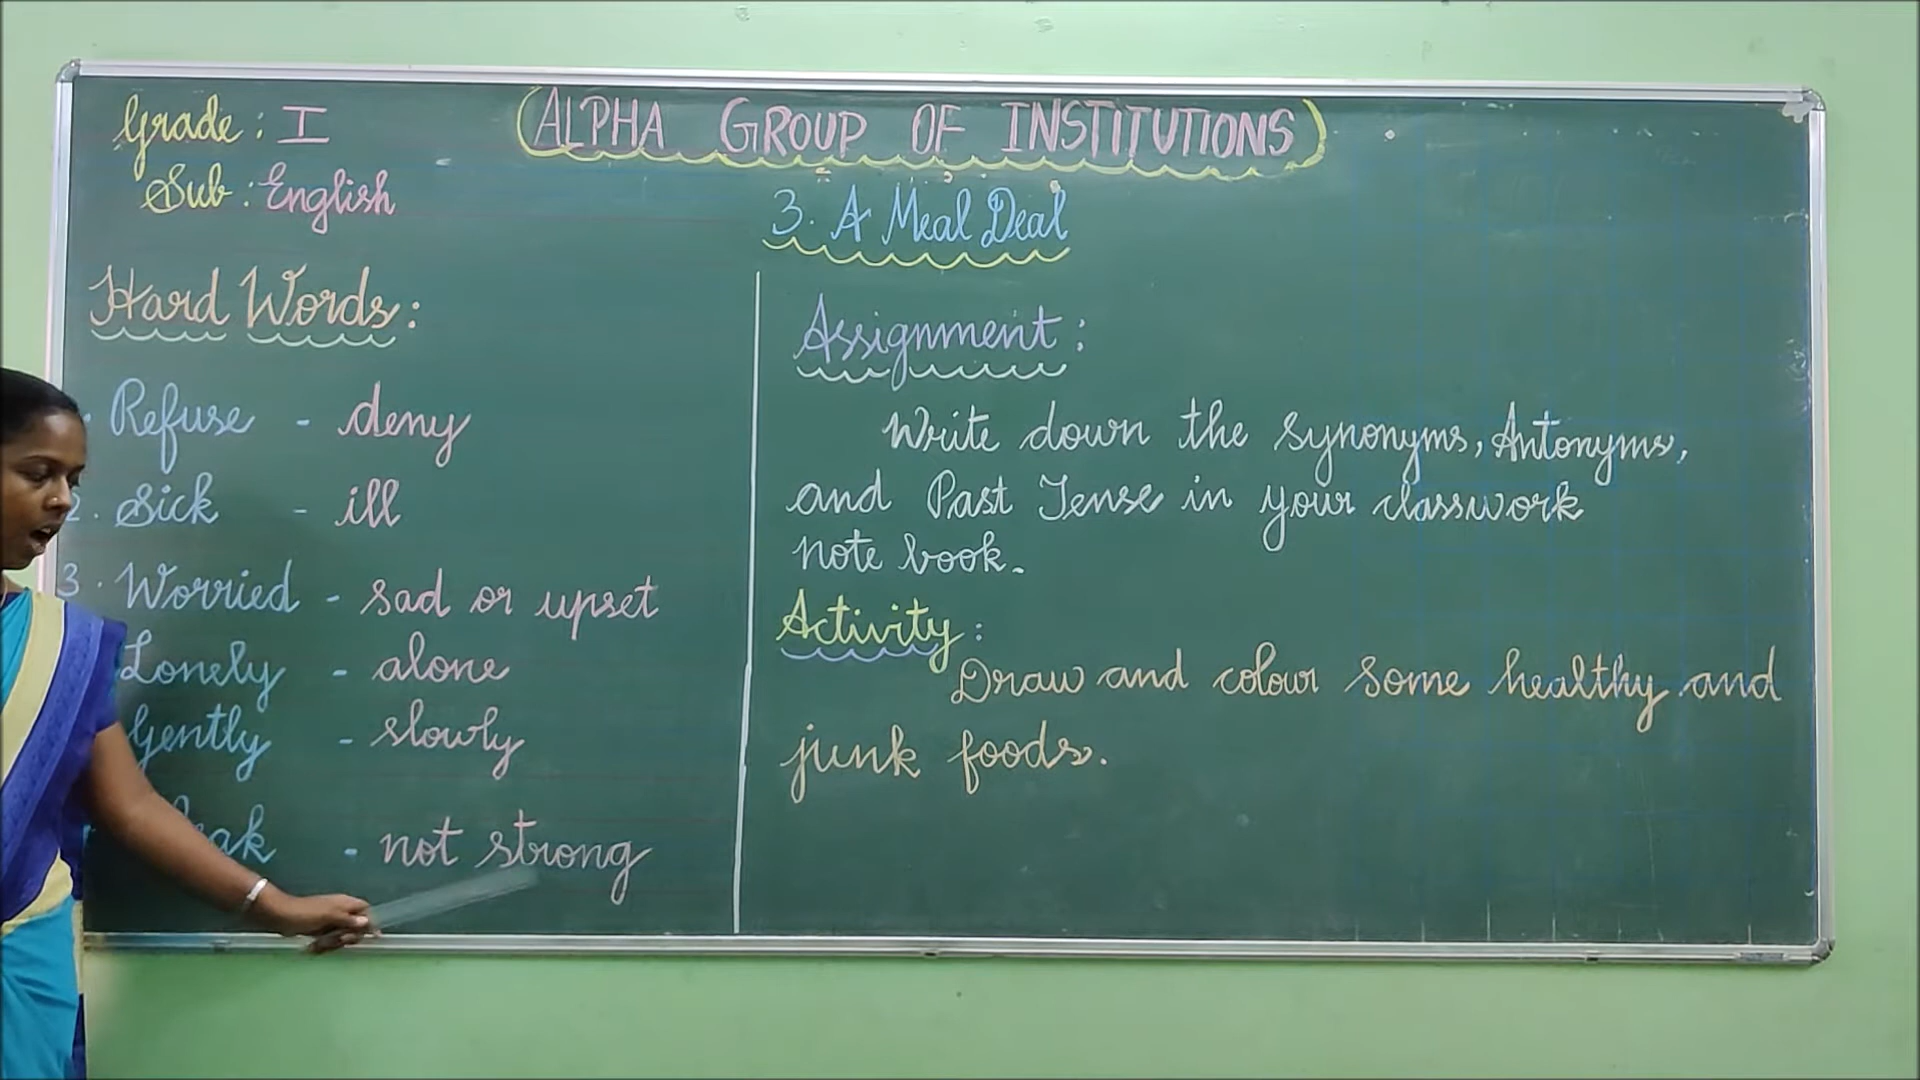 Grade : I
ALPHA GROUP OF INSTITUTIONS
Sub : English
3. A Meal Deal
Hard Words :
Refuse - deny
2. Sick - ill
3. Worried - sad or upset
Lonely - alone
Gently - slowly
- not strong
Assignment :
Write down the synonyms, Antonyms,
and Past Tense in your classwork
note book.
Activity :
Draw and colour some healthy and
junk foods.